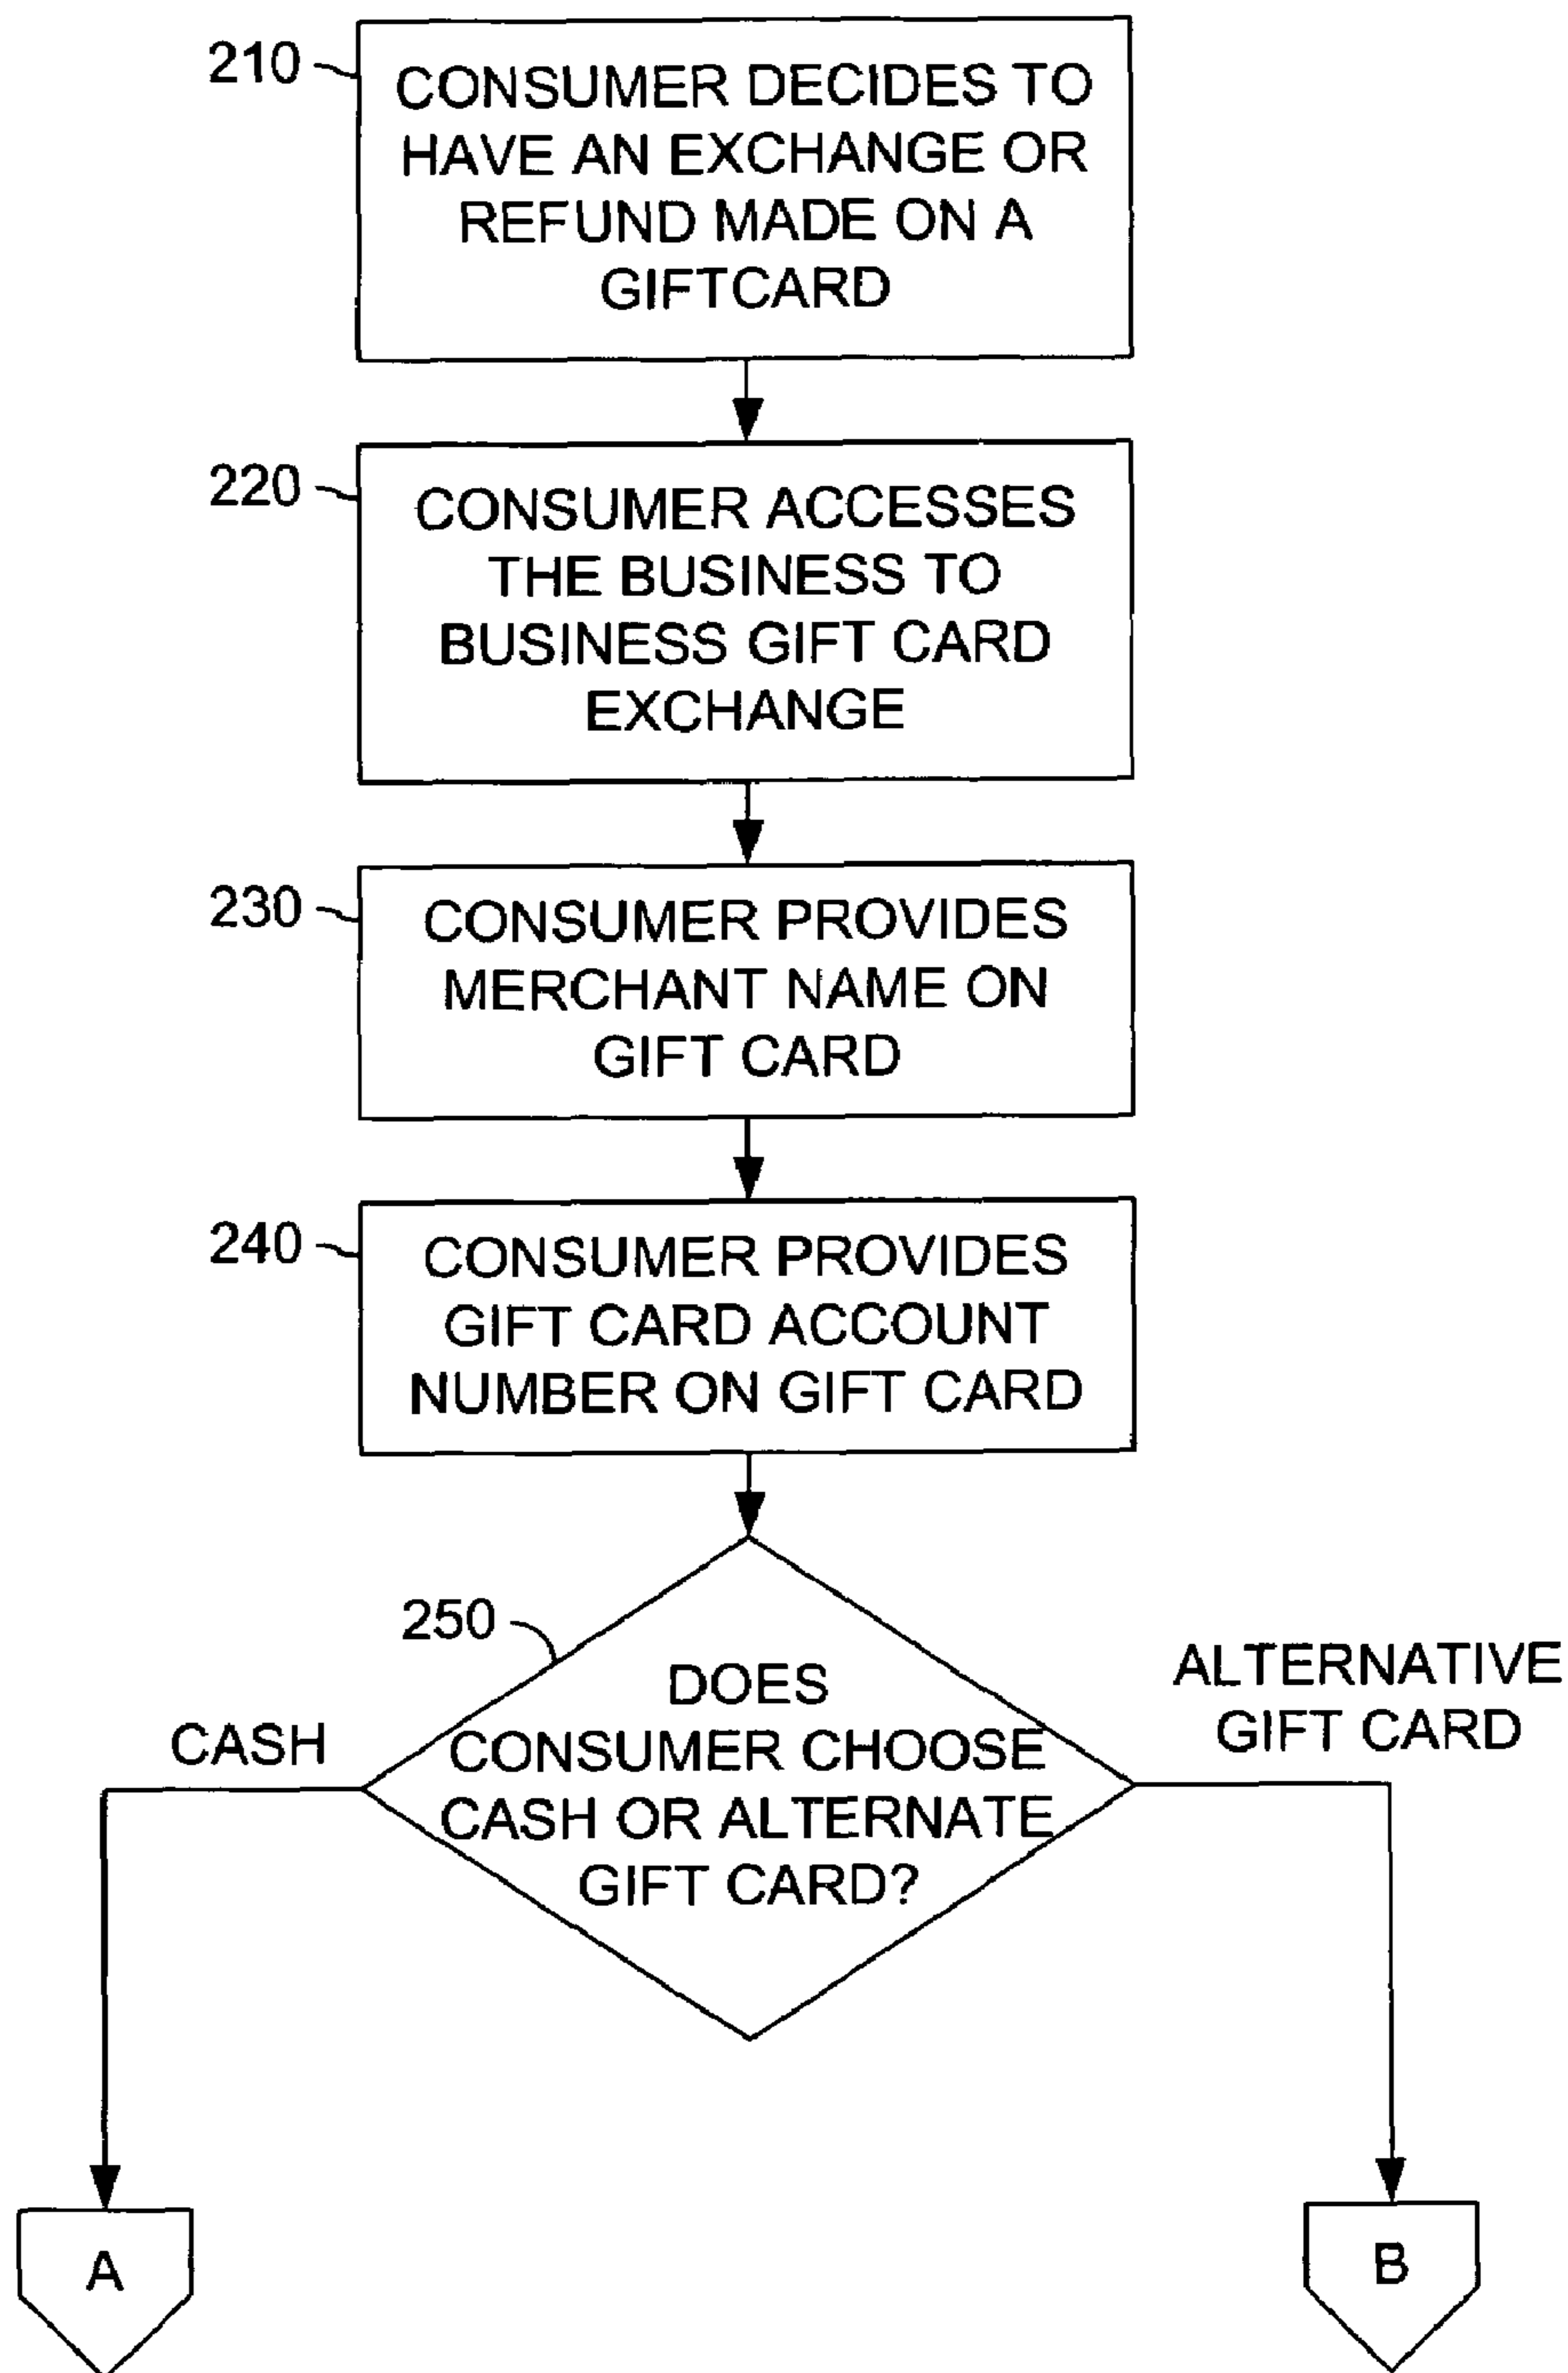 210
CONSUMER DECIDES TO
HAVE AN EXCHANGE OR
REFUND MADE ON A
GIFTCARD
220
CONSUMER ACCESSES
THE BUSINESS TO
BUSINESS GIFT CARD
EXCHANGE
230
CONSUMER PROVIDES
MERCHANT NAME ON
GIFT CARD
240
CONSUMER PROVIDES
GIFT CARD ACCOUNT
NUMBER ON GIFT CARD
250
DOES
CONSUMER CHOOSE
CASH OR ALTERNATE
GIFT CARD?
CASH
ALTERNATIVE
GIFT CARD
A
B